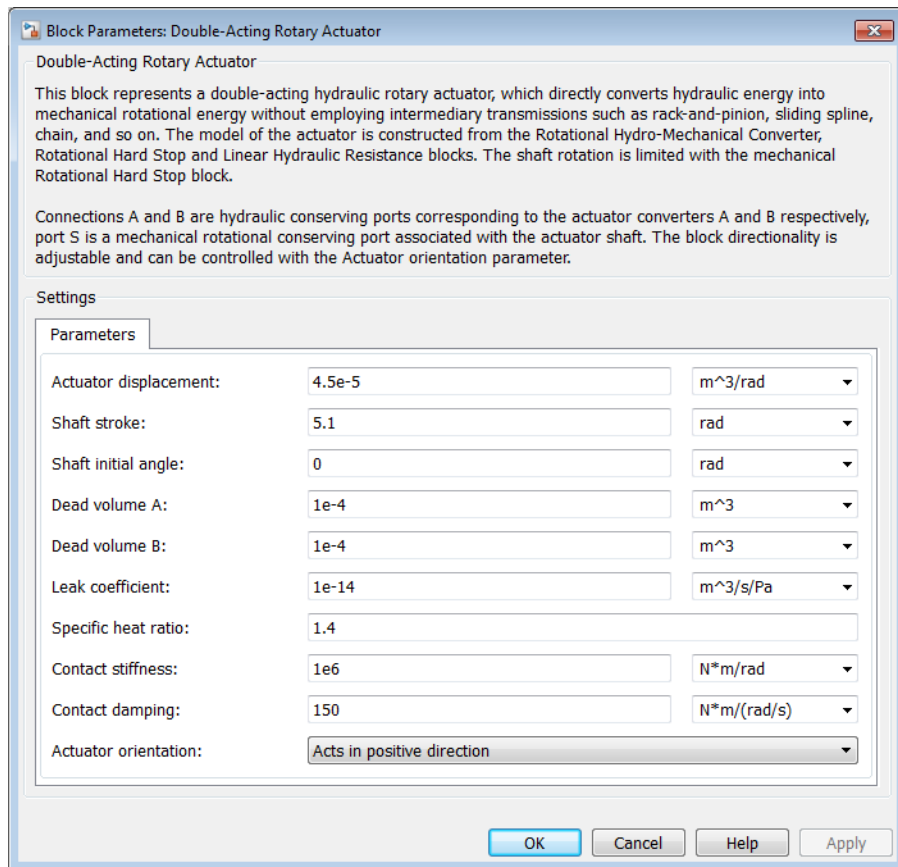 Block Parameters: Double-Acting Rotary Actuator
Double-Acting Rotary Actuator
This block represents a double-acting hydraulic rotary actuator, which directly converts hydraulic energy into
mechanical rotational energy without employing intermediary transmissions such as rack-and-pinion, sliding spline,
chain, and so on. The model of the actuator is constructed from the Rotational Hydro-Mechanical Converter,
Rotational Hard Stop and Linear Hydraulic Resistance blocks. The shaft rotation is limited with the mechanical
Rotational Hard Stop block.
Connections A and B are hydraulic conserving ports corresponding to the actuator converters A and B respectively,
port S is a mechanical rotational conserving port associated with the actuator shaft. The block directionality is
adjustable and can be controlled with the Actuator orientation parameter.
Settings
Parameters
Actuator displacement: 4.5e-5 m^3/rad
Shaft stroke: 5.1 rad
Shaft initial angle: 0 rad
Dead volume A: 1e-4 m^3
Dead volume B: 1e-4 m^3
Leak coefficient: 1e-14 m^3/s/Pa
Specific heat ratio: 1.4
Contact stiffness: 1e6 N*m/rad
Contact damping: 150 N*m/(rad/s)
Actuator orientation: Acts in positive direction
OK Cancel Help Apply